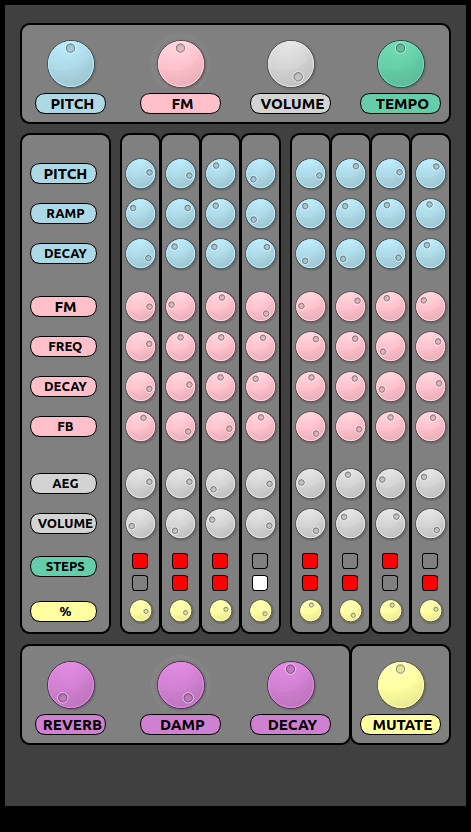 PITCH FM VOLUME TEMPO
PITCH
RAMP
DECAY
FM
FREQ
DECAY
FB
AEG
VOLUME
STEPS
%
REVERB DAMP DECAY MUTATE